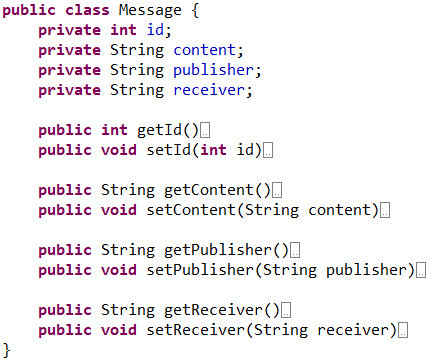 public class Message {
    private int id;
    private String content;
    private String publisher;
    private String receiver;

    public int getId()
    public void setId(int id)

    public String getContent()
    public void setContent(String content)

    public String getPublisher()
    public void setPublisher(String publisher)

    public String getReceiver()
    public void setReceiver(String receiver)
}